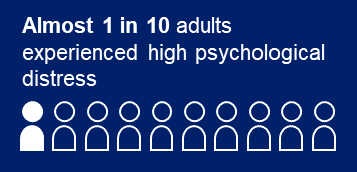 Almost 1 in 10 adults
experienced high psychological
distress